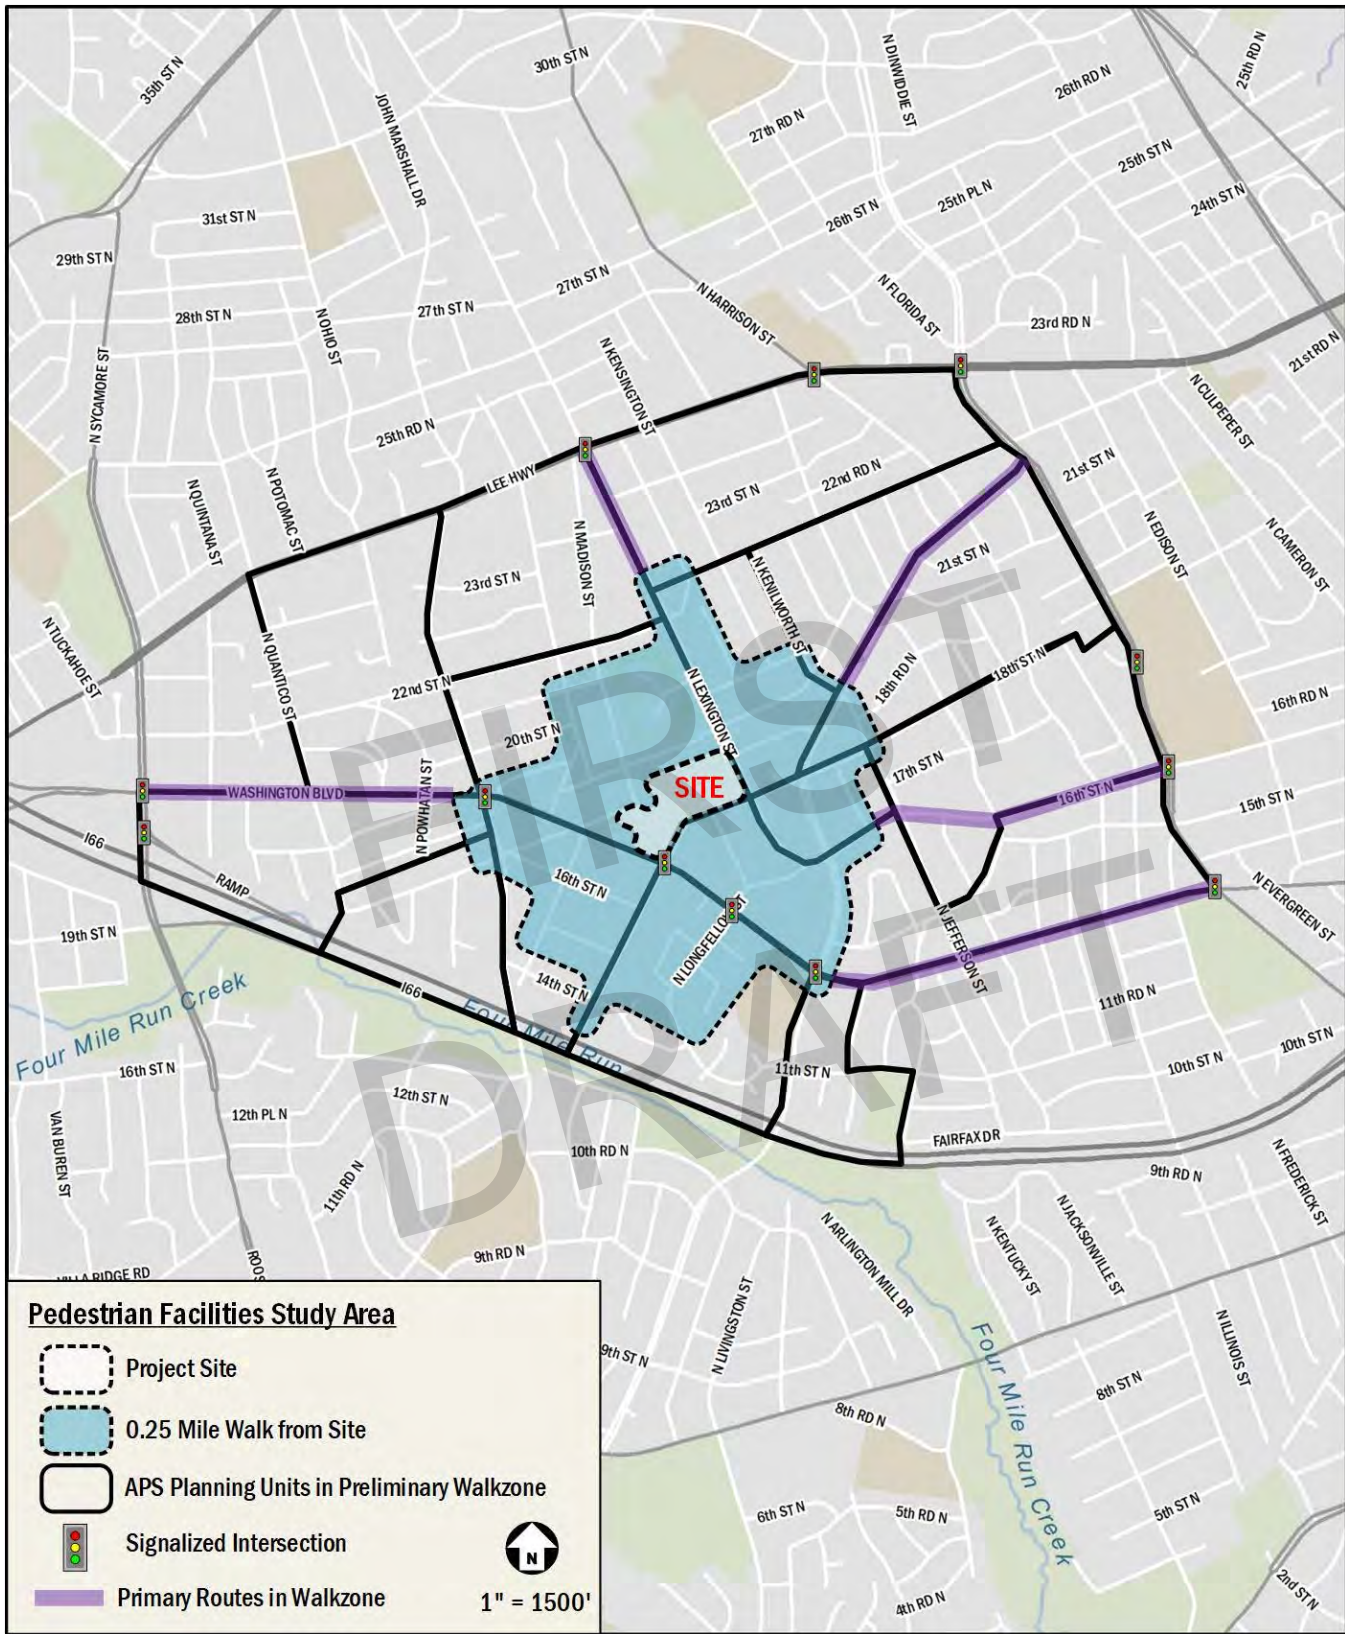 35th ST N
30th ST N
N DINWIDDIE ST
26th RD N
25th RD N
JOHN MARSHALL DR
27th RD N
25th ST N
31st ST N
26th ST N
25th PL N
24th ST N
29th ST N
27th ST N
28th ST N
27th ST N
N OHIO ST
N HARRISON ST
N FLORIDA ST
23rd RD N
21st RD N
N SYCAMORE ST
N KENSINGTON ST
N CULPEPER ST
25th RD N
LEE HWY
N QUINTANA ST
N POTOMAC ST
23rd ST N
22nd RD N
21st ST N
N MADISON ST
N EDISON ST
N CAMERON ST
23rd ST N
N KENILWORTH ST
21st ST N
N TUCKAHOE ST
N QUANTICO ST
22nd ST N
N LEXINGTON ST
18th RD N
18th ST N
16th RD N
20th ST N
FIRST
SITE
17th ST N
WASHINGTON BLVD
N POWHATAN ST
16th ST N
15th ST N
I66
RAMP
16th ST N
N EVERGREEN ST
19th ST N
N LONGFELLOW ST
N JEFFERSON ST
14th ST N
I66
11th RD N
Four Mile Run Creek
Four Mile Run
DRAFT
16th ST N
11th ST N
10th ST N
10th ST N
12th ST N
12th PL N
VAN BUREN ST
10th RD N
FAIRFAX DR
11th RD N
9th RD N
N FREDERICK ST
9th RD N
N ARLINGTON MILL DR
N KENTUCKY ST
N JACKSONVILLE ST
VILLA RIDGE RD
ROOS
N LIVINGSTON ST
N ILLINOIS ST
9th ST N
Four Mile Run Creek
8th ST N
8th RD N
6th ST N
5th RD N
5th ST N
4th RD N
2nd ST N
Pedestrian Facilities Study Area
Project Site
0.25 Mile Walk from Site
APS Planning Units in Preliminary Walkzone
Signalized Intersection
N
Primary Routes in Walkzone
1" = 1500'